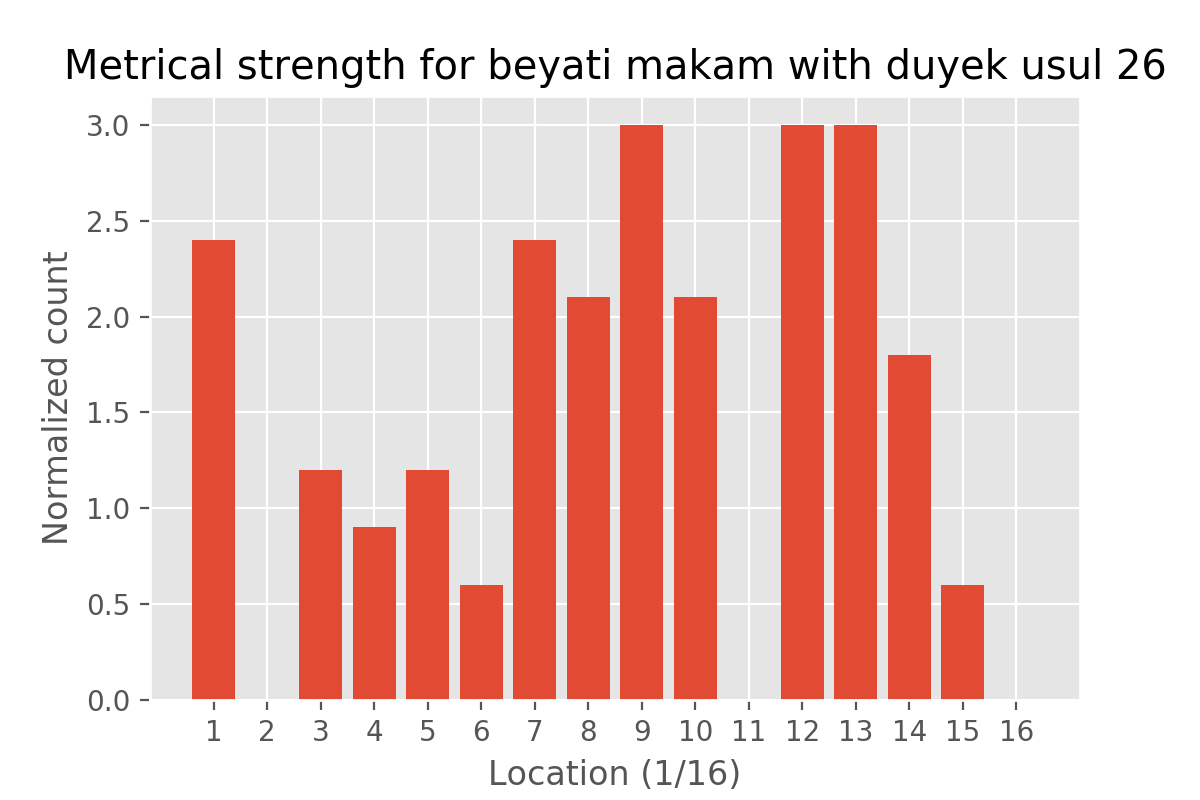 Metrical strength for beyati makam with duyek usul 26
3.0
2.5
2.0
1.5
1.0
0.5
0.0
Normalized count
1 2 3 4 5 6 7 8 9 10 11 12 13 14 15 16
Location (1/16)